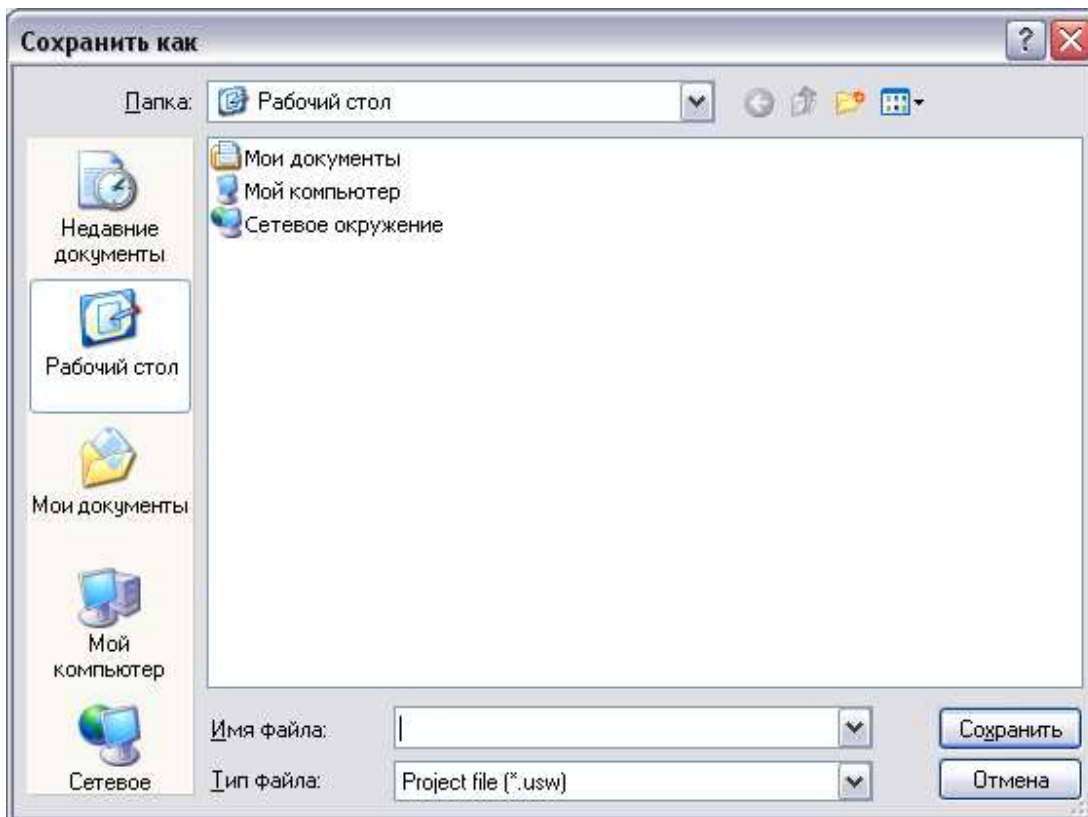 Сохранить как
Папка:
Рабочий стол
Мои документы
Мой компьютер
Сетевое окружение
Недавние
документы
Рабочий стол
Мои документы
Мой
компьютер
Сетевое
Имя файла:
Сохранить
Тип файла:
Project file (*.usw)
Отмена